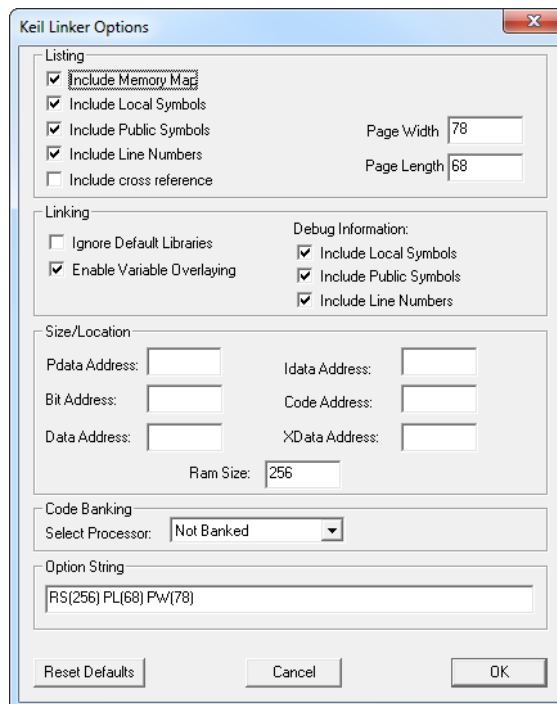 Keil Linker Options
Listing
Include Memory Map
Include Local Symbols
Include Public Symbols
Include Line Numbers
Include cross reference
Page Width 78
Page Length 68
Linking
Ignore Default Libraries
Enable Variable Overlaying
Debug Information:
Include Local Symbols
Include Public Symbols
Include Line Numbers
Size/Location
Pdata Address:
Idata Address:
Bit Address:
Code Address:
Data Address:
XData Address:
Ram Size: 256
Code Banking
Select Processor: Not Banked
Option String
RS(256) PL(68) PW(78)
Reset Defaults
Cancel
OK